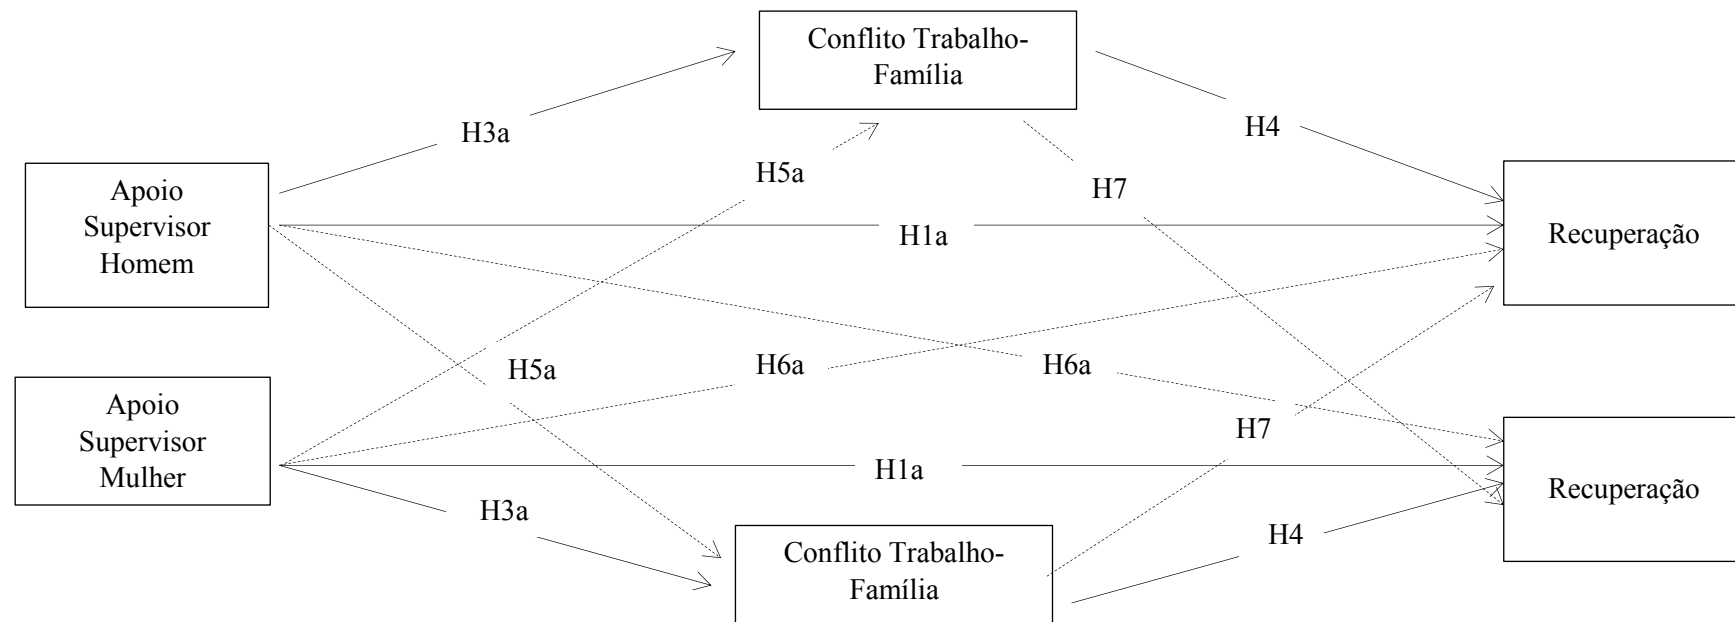 Conflito Trabalho-
Família
H3a
H4
H5a
H7
Apoio
Supervisor
Homem
H1a
Recuperação
H5a
H6a
H6a
Apoio
Supervisor
Mulher
H7
H1a
Recuperação
H3a
H4
Conflito Trabalho-
Família